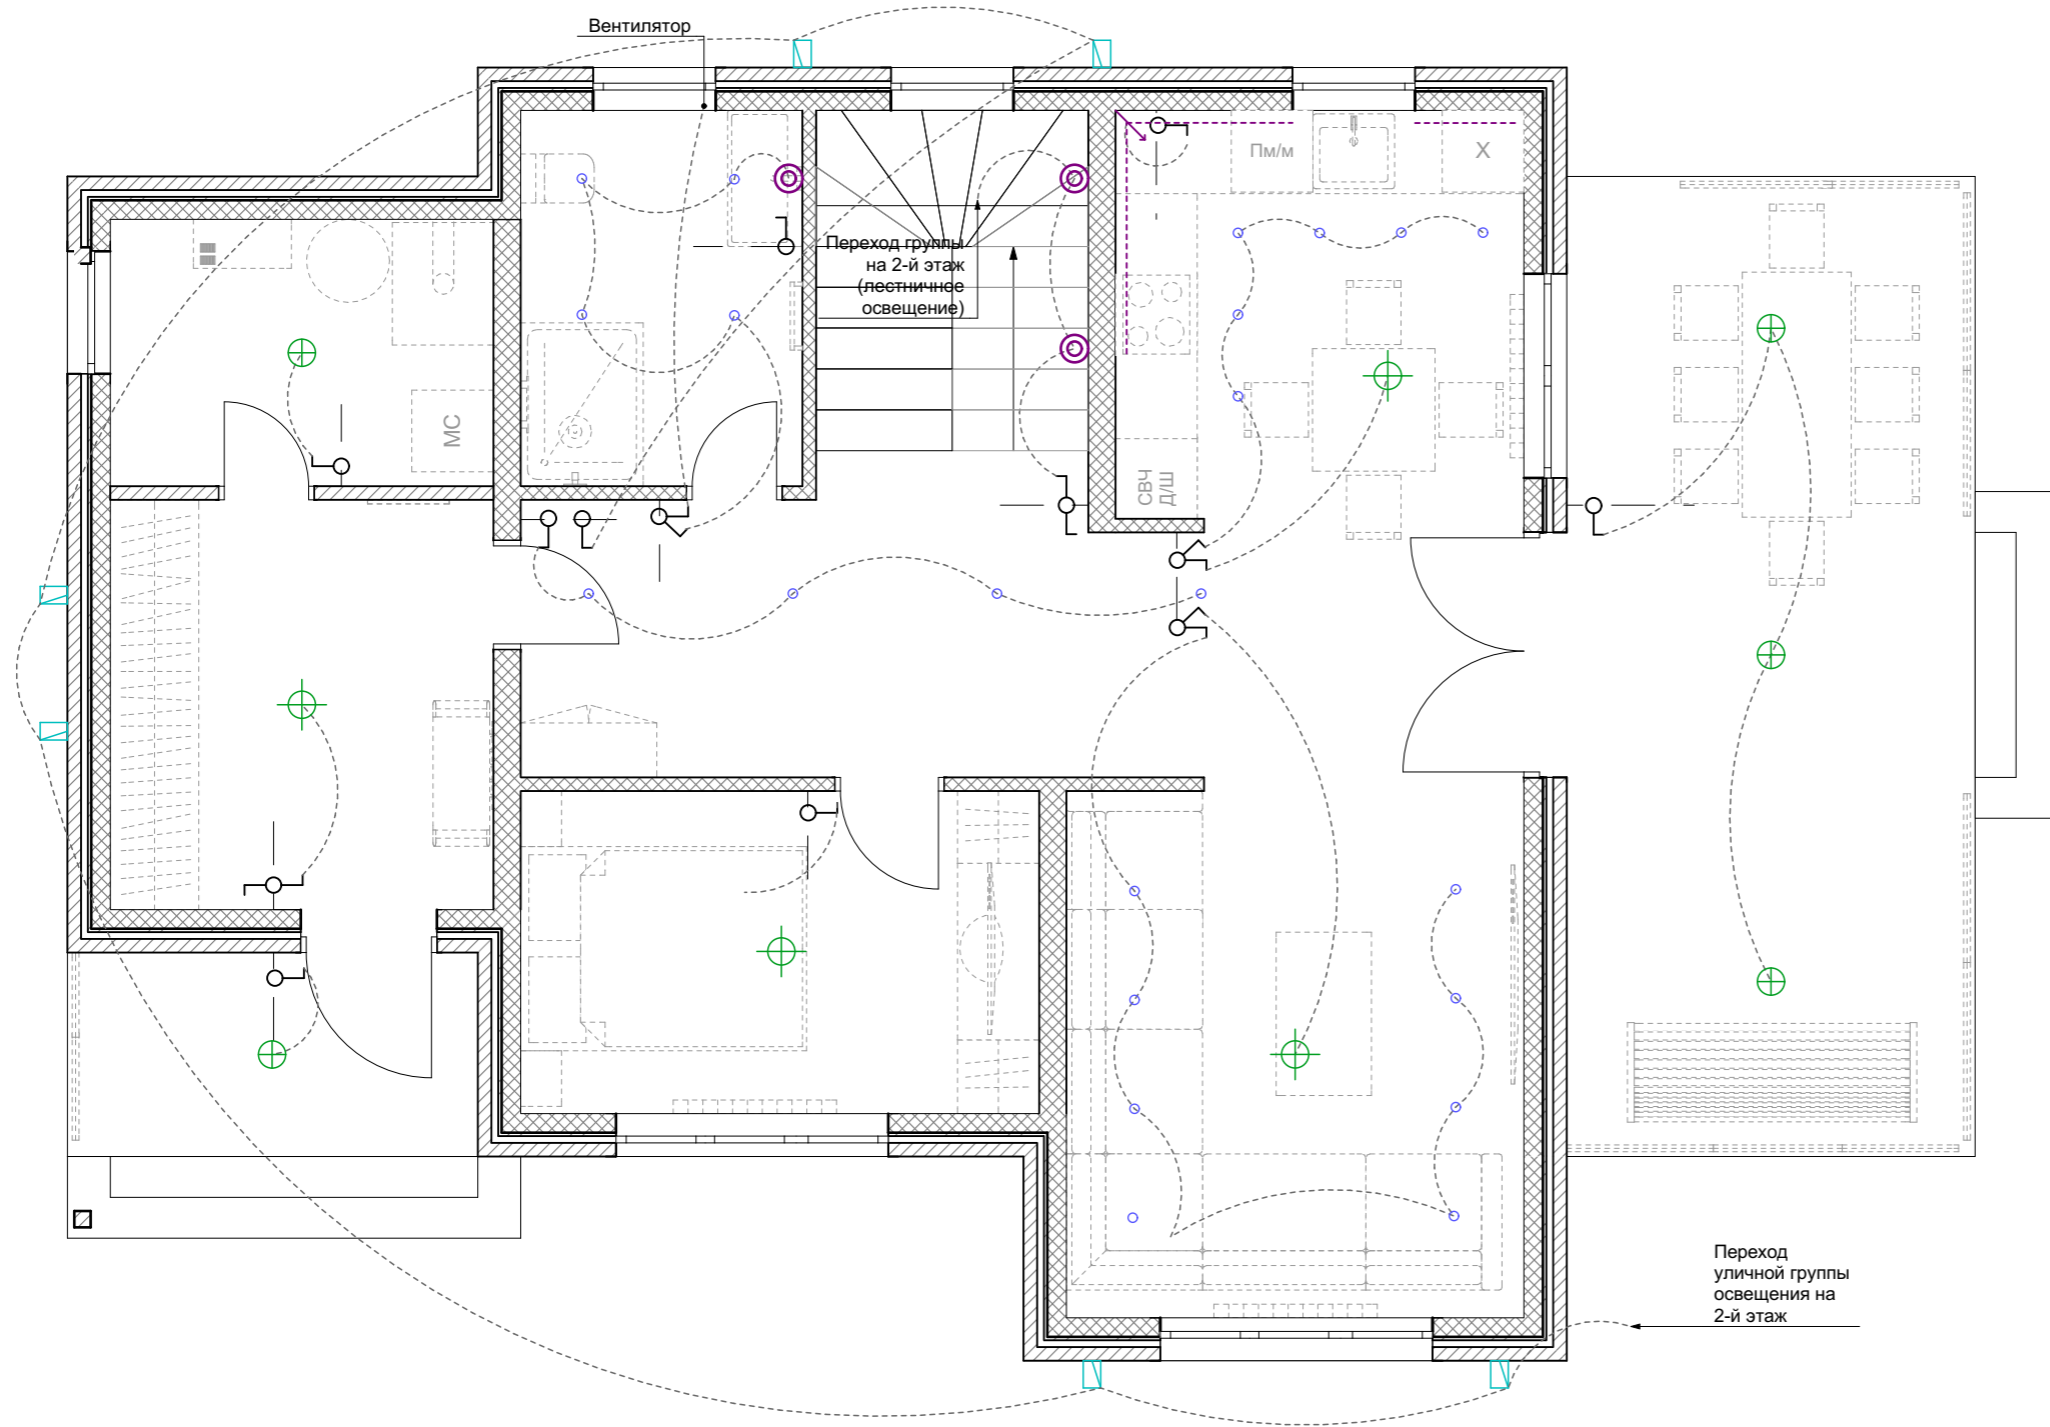 Вентилятор
Пм/м
Х
Переход группы
на 2-й этаж
(лестничное
освещение)
МС
СВЧ
Д/Ш
Переход
уличной группы
освещения на
2-й этаж